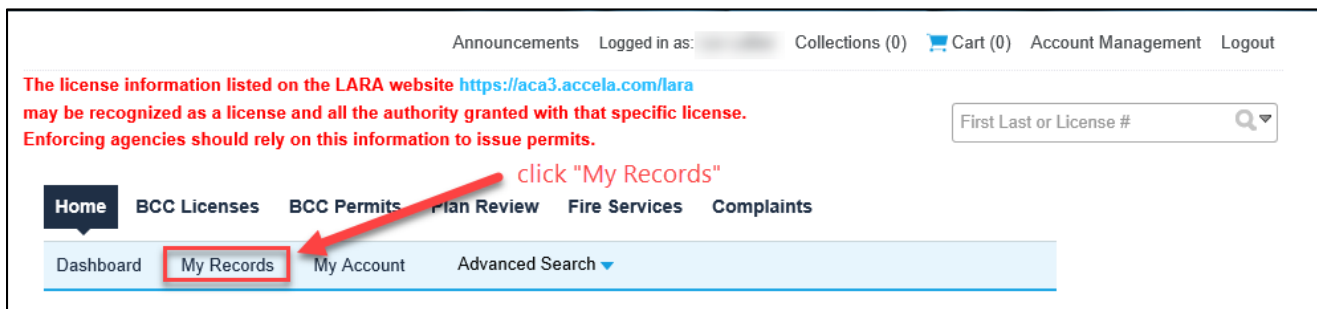 Announcements Logged in as: Collections (0) Cart (0) Account Management Logout
The license information listed on the LARA website https://aca3.accela.com/lara
may be recognized as a license and all the authority granted with that specific license.
Enforcing agencies should rely on this information to issue permits.
First Last or License #
click "My Records"
Home BCC Licenses BCC Permits Plan Review Fire Services Complaints
Dashboard My Records My Account Advanced Search